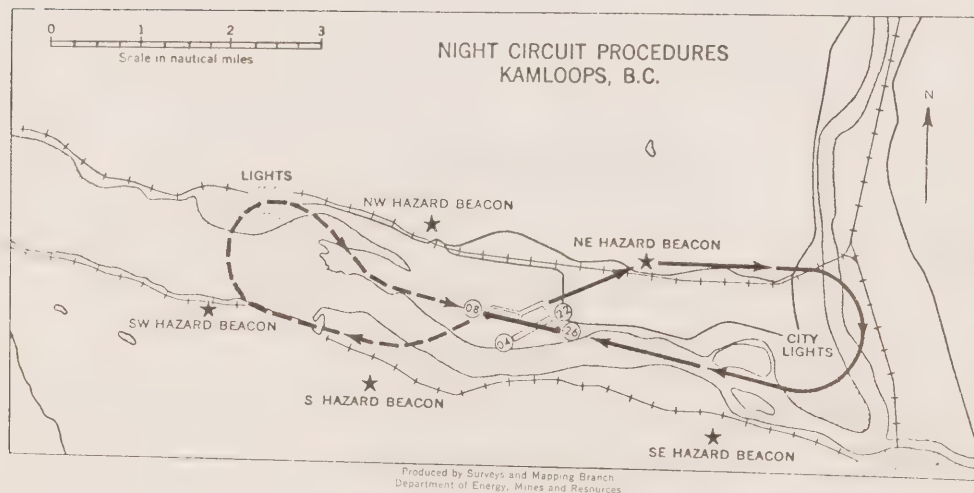 0 1 2 3
Scale in nautical miles
NIGHT CIRCUIT PROCEDURES
KAMLOOPS, B.C.
N
LIGHTS
NW HAZARD BEACON
NE HAZARD BEACON
08
22
26
04
SW HAZARD BEACON
CITY
LIGHTS
S HAZARD BEACON
SE HAZARD BEACON
Produced by Surveys and Mapping Branch
Department of Energy, Mines and Resources